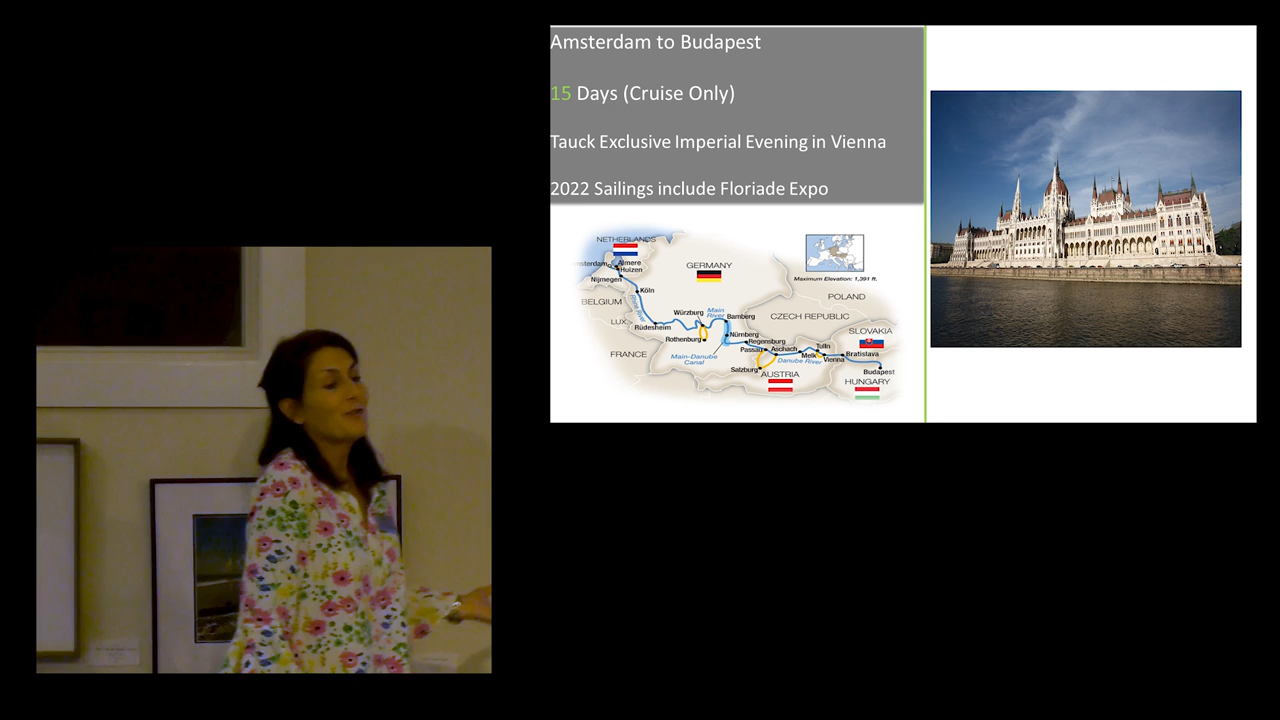 Amsterdam to Budapest
15 Days (Cruise Only)
Tauck Exclusive Imperial Evening in Vienna
2022 Sailings include Floriade Expo
NETHERLANDS
Amsterdam
Almere
Huizen
Nijmegen
GERMANY
Maximum Elevation: 1,391 ft.
Köln
BELGIUM
Rhine River
POLAND
LUX.
Rüdesheim
Würzburg
Main River
Bamberg
CZECH REPUBLIC
Nürnberg
Rothenburg
Regensburg
SLOVAKIA
FRANCE
Main-Danube Canal
Passau
Aschach
Tulln
Melk
Danube River
Vienna
Bratislava
Salzburg
AUSTRIA
Budapest
HUNGARY